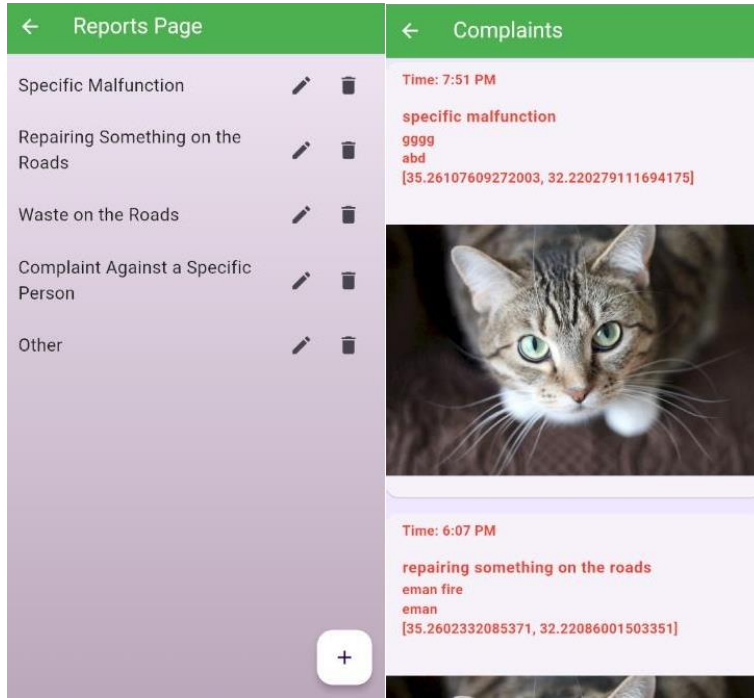 Reports Page
Specific Malfunction
Repairing Something on the
Roads
Waste on the Roads
Complaint Against a Specific
Person
Other
Complaints
Time: 7:51 PM
specific malfunction
gggg
abd
[35.26107609272003, 32.220279111694175]
Time: 6:07 PM
repairing something on the roads
eman fire
eman
[35.2602332085371, 32.22086001503351]